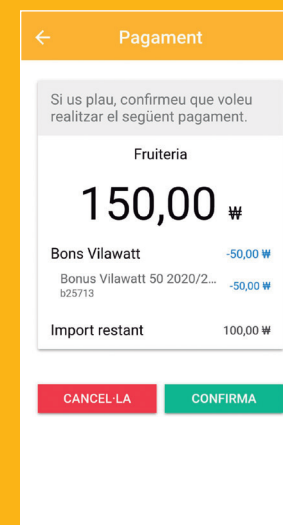 Pagament
Si us plau, confirmeu que voleu
realitzar el següent pagament.
Fruiteria
150,00 ₩
Bons Vilawatt -50,00 ₩
Bonus Vilawatt 50 2020/2... -50,00 ₩
b25713
Import restant 100,00 ₩
CANCEL·LA CONFIRMA